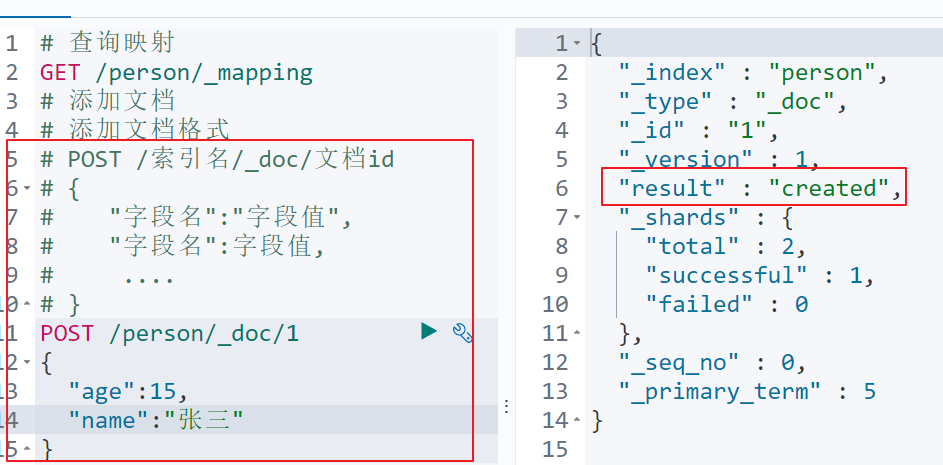 1 # 查询映射
2 GET /person/_mapping
3 # 添加文档
4 # 添加文档格式
5 # POST /索引名/_doc/文档id
6 # {
7 #    "字段名":"字段值",
8 #    "字段名":字段值,
9 #     ....
10 # }
11 POST /person/_doc/1
12 {
13   "age":15,
14   "name":"张三"
15 }
1 {
2   "_index" : "person",
3   "_type" : "_doc",
4   "_id" : "1",
5   "_version" : 1,
6   "result" : "created",
7   "_shards" : {
8     "total" : 2,
9     "successful" : 1,
10     "failed" : 0
11   },
12   "_seq_no" : 0,
13   "_primary_term" : 5
14 }
15